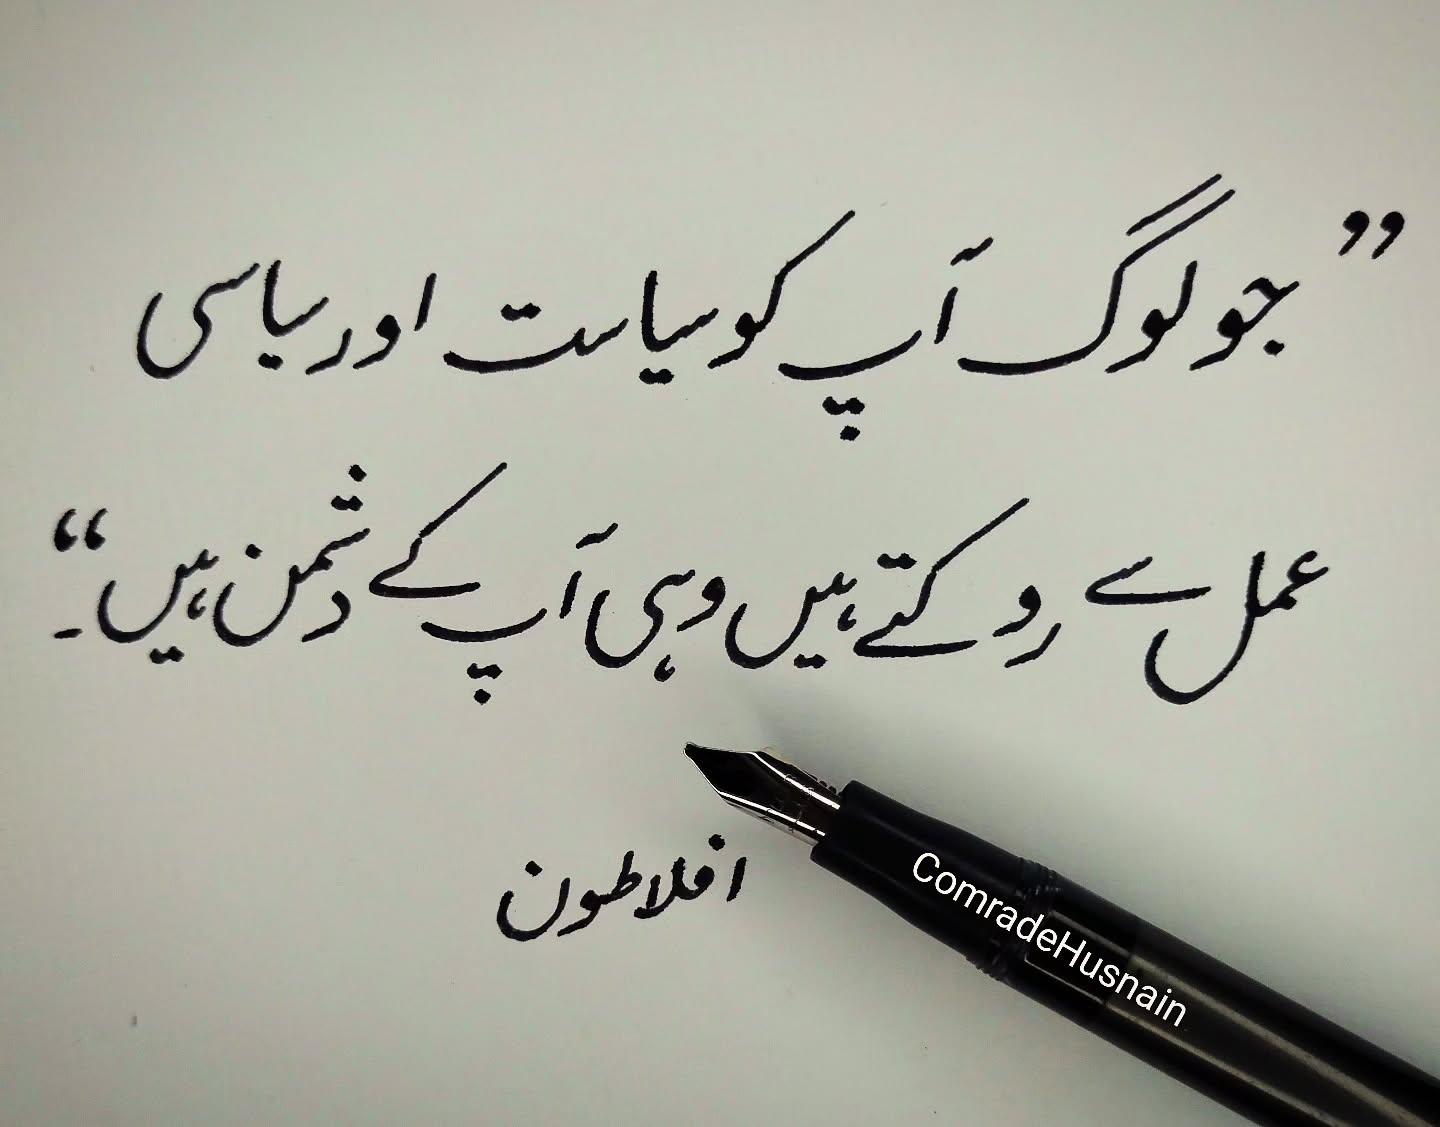 ”جو لوگ آپ کو سیاست اور سیاسی
عمل سے روکتے ہیں وہی آپ کے دشمن ہیں“۔
افلاطون
ComradeHusnain